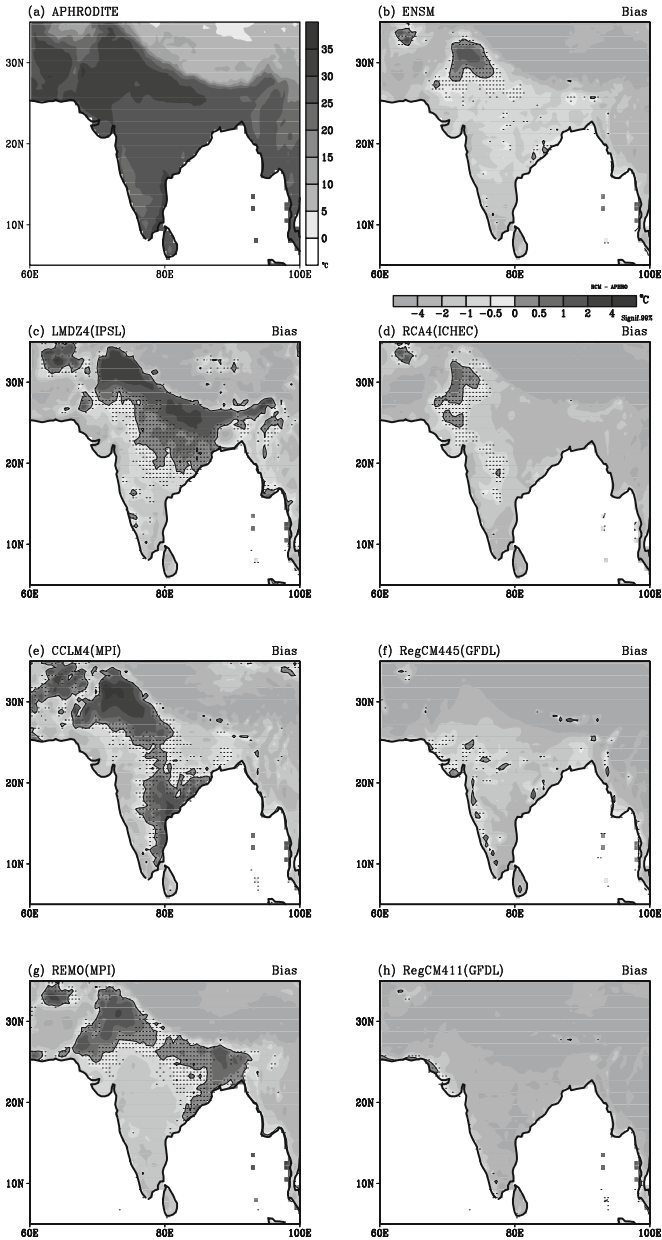 (a) APHRODITE
30N
20N
10N
60E 80E 100E
35
30
25
20
15
10
5
0
°C
(b) ENSM Bias
30N
20N
10N
60E 80E 100E
RCM - APHRO
-4 -2 -1 -0.5 0 0.5 1 2 4 °C
Signif.99%
(c) LMDZ4(IPSL) Bias
30N
20N
10N
60E 80E 100E
(d) RCA4(ICHEC) Bias
30N
20N
10N
60E 80E 100E
(e) CCLM4(MPI) Bias
30N
20N
10N
60E 80E 100E
(f) RegCM445(GFDL) Bias
30N
20N
10N
60E 80E 100E
(g) REMO(MPI) Bias
30N
20N
10N
60E 80E 100E
(h) RegCM411(GFDL) Bias
30N
20N
10N
60E 80E 100E